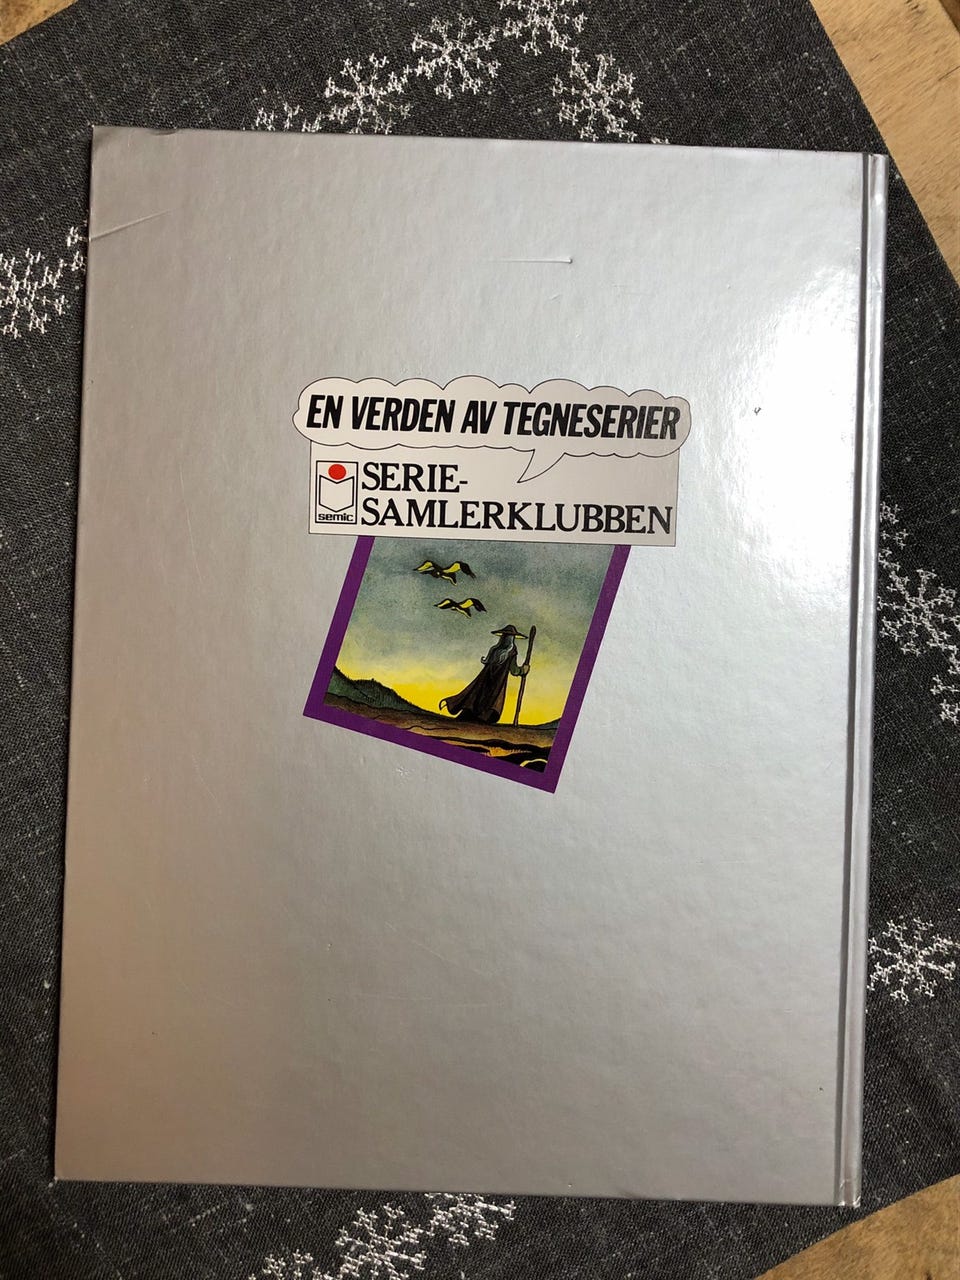 EN VERDEN AV TEGNESERIER
SERIE-
SAMLERKLUBBEN
semic